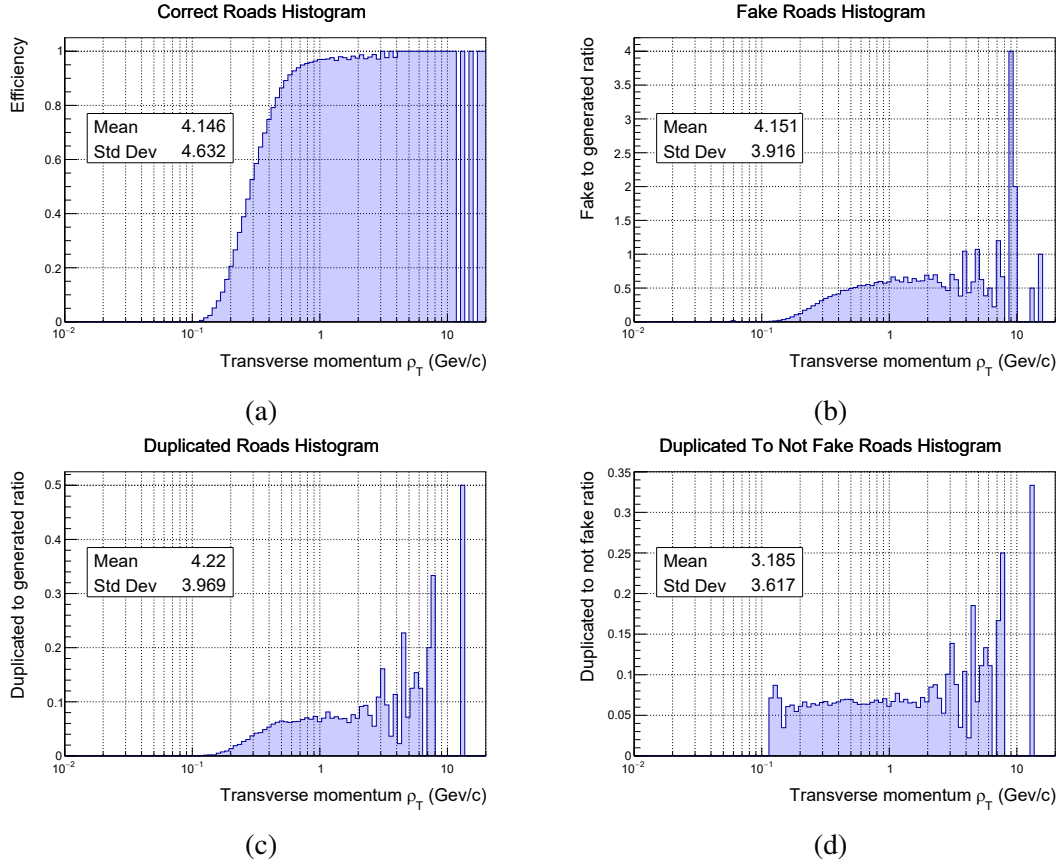 Correct Roads Histogram
Efficiency
1
0.8
0.6
0.4
0.2
0
Mean 4.146
Std Dev 4.632
10⁻² 10⁻¹ 1 10
Transverse momentum ρ_T (Gev/c)
(a)
Fake Roads Histogram
Fake to generated ratio
4
3.5
3
2.5
2
1.5
1
0.5
0
Mean 4.151
Std Dev 3.916
10⁻² 10⁻¹ 1 10
Transverse momentum ρ_T (Gev/c)
(b)
Duplicated Roads Histogram
Duplicated to generated ratio
0.5
0.4
0.3
0.2
0.1
0
Mean 4.22
Std Dev 3.969
10⁻² 10⁻¹ 1 10
Transverse momentum ρ_T (Gev/c)
(c)
Duplicated To Not Fake Roads Histogram
Duplicated to not fake ratio
0.35
0.3
0.25
0.2
0.15
0.1
0.05
0
Mean 3.185
Std Dev 3.617
10⁻² 10⁻¹ 1 10
Transverse momentum ρ_T (Gev/c)
(d)